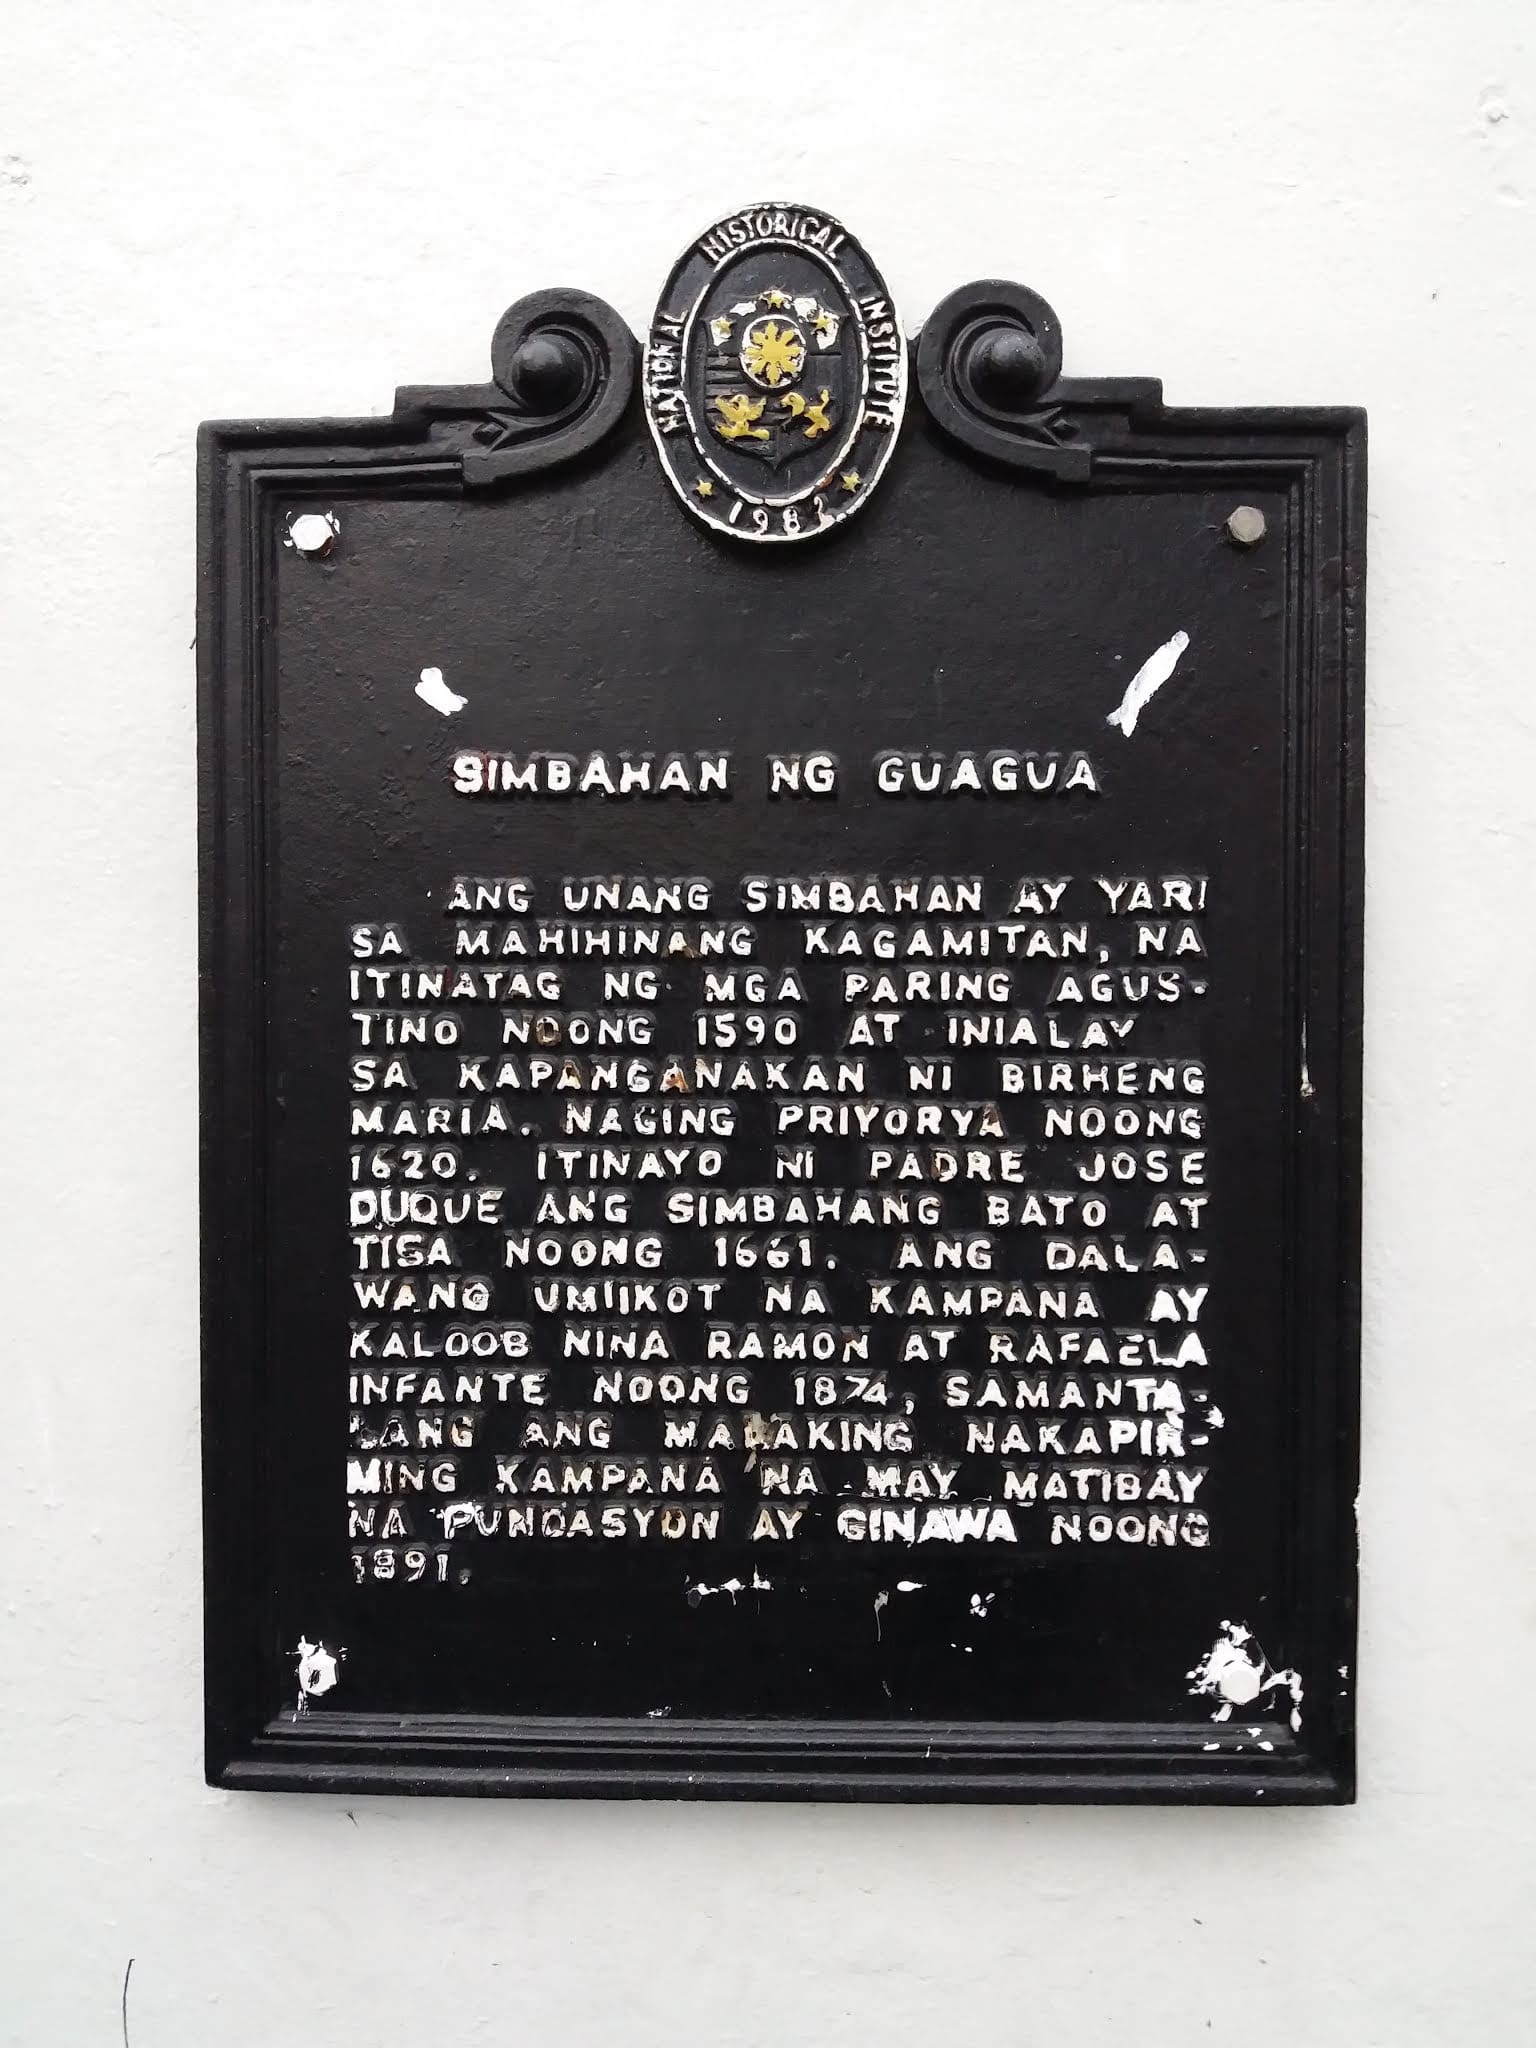 NATIONAL HISTORICAL INSTITUTE
1982
SIMBAHAN NG GUAGUA
ANG UNANG SIMBAHAN AY YARI
SA MAHIHINANG KAGAMITAN, NA
ITINATAG NG MGA PARING AGUS-
TINO NOONG 1590 AT INIALAY
SA KAPANGANAKAN NI BIRHENG
MARIA. NAGING PRIYORYA NOONG
1620. ITINAYO NI PADRE JOSE
DUQUE ANG SIMBAHANG BATO AT
TISA NOONG 1661. ANG DALA-
WANG UMIIKOT NA KAMPANA AY
KALOOB NINA RAMON AT RAFAELA
INFANTE NOONG 1874, SAMANTA-
LANG ANG MALAKING NAKAPIR-
MING KAMPANA NA MAY MATIBAY
NA PUNDASYON AY GINAWA NOONG
1891.